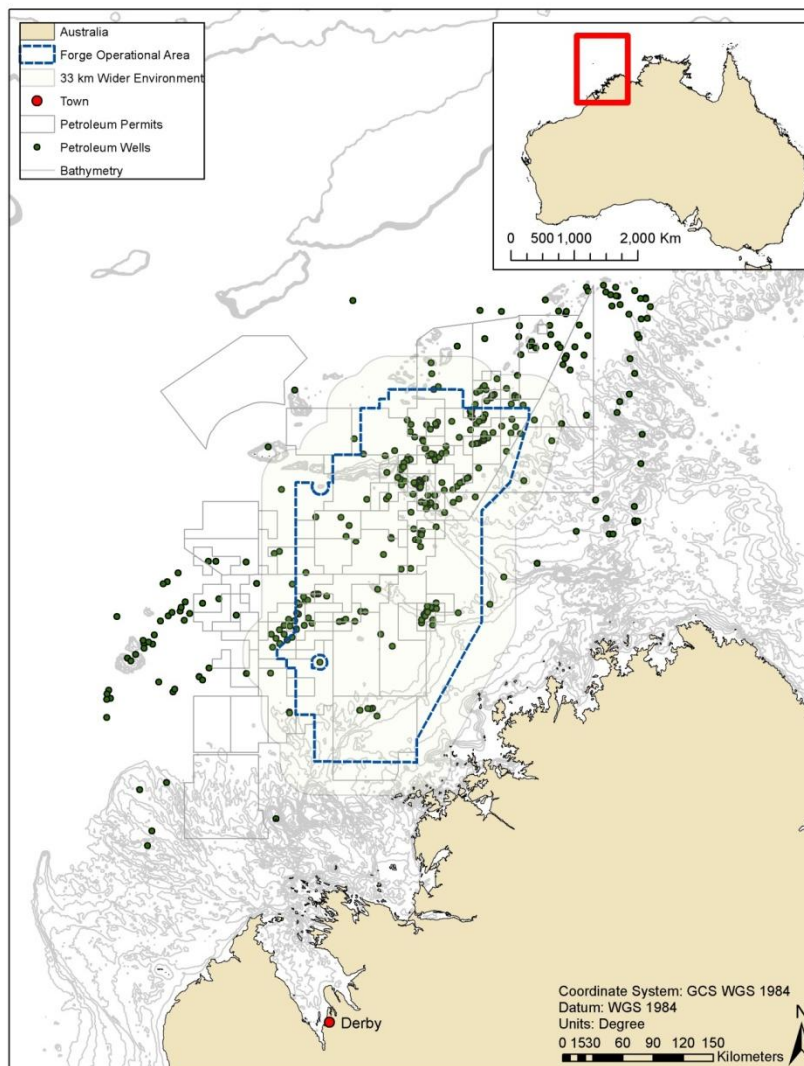 Australia
Forge Operational Area
33 km Wider Environment
Town
Petroleum Permits
Petroleum Wells
Bathymetry
0 500 1,000 2,000 Km
Derby
Coordinate System: GCS WGS 1984
Datum: WGS 1984
Units: Degree
N
0 1530 60 90 120 150
Kilometers